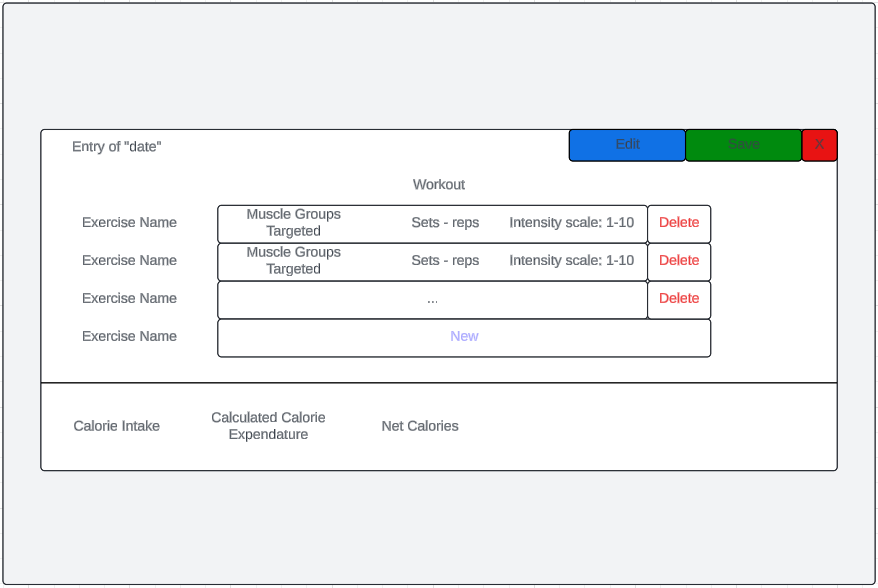 Entry of "date"
Edit
Save
X
Workout
Exercise Name
Muscle Groups
Targeted
Sets - reps
Intensity scale: 1-10
Delete
Exercise Name
Muscle Groups
Targeted
Sets - reps
Intensity scale: 1-10
Delete
Exercise Name
...
Delete
Exercise Name
New
Calorie Intake
Calculated Calorie
Expendature
Net Calories